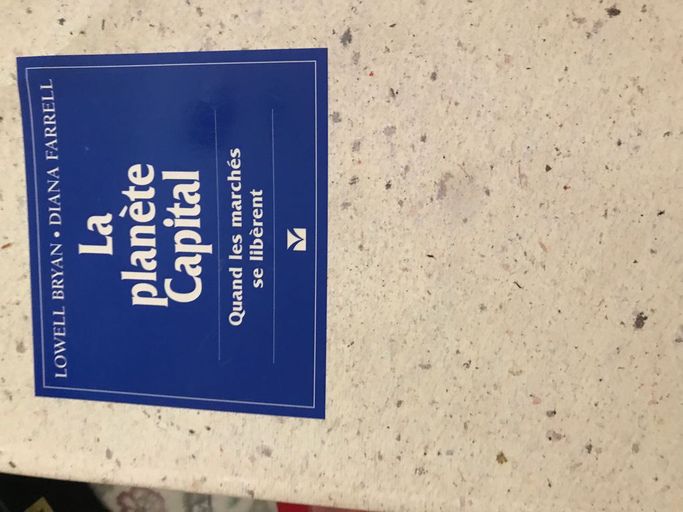 LOWELL BRYAN • DIANA FARRELL
La
planète
Capital
Quand les marchés
se libèrent